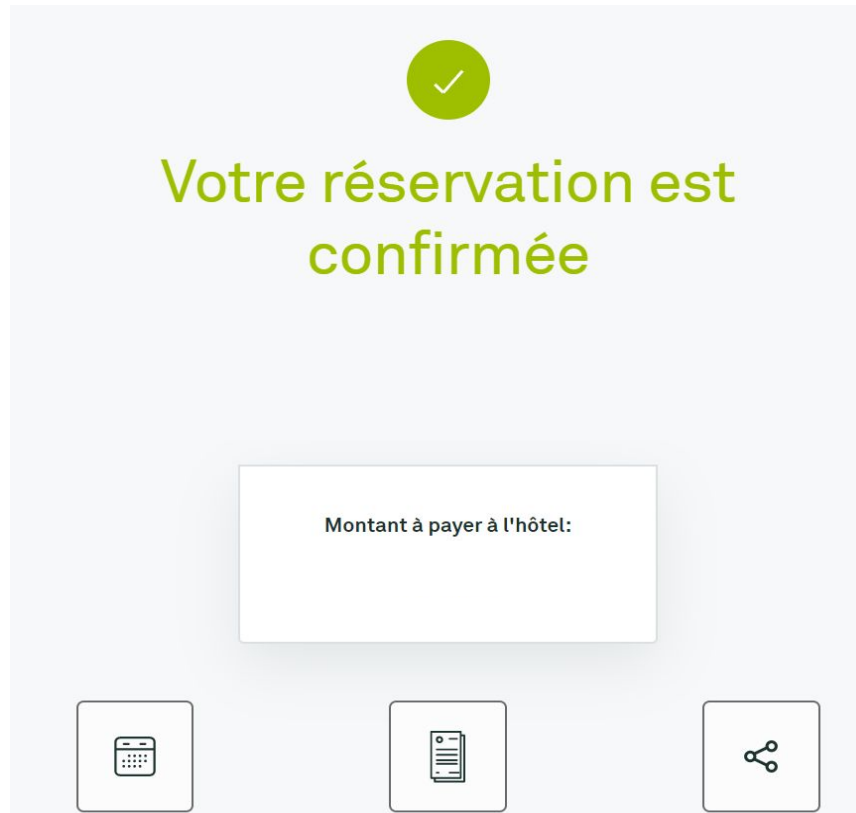 Votre réservation est
confirmée
Montant à payer à l'hôtel: